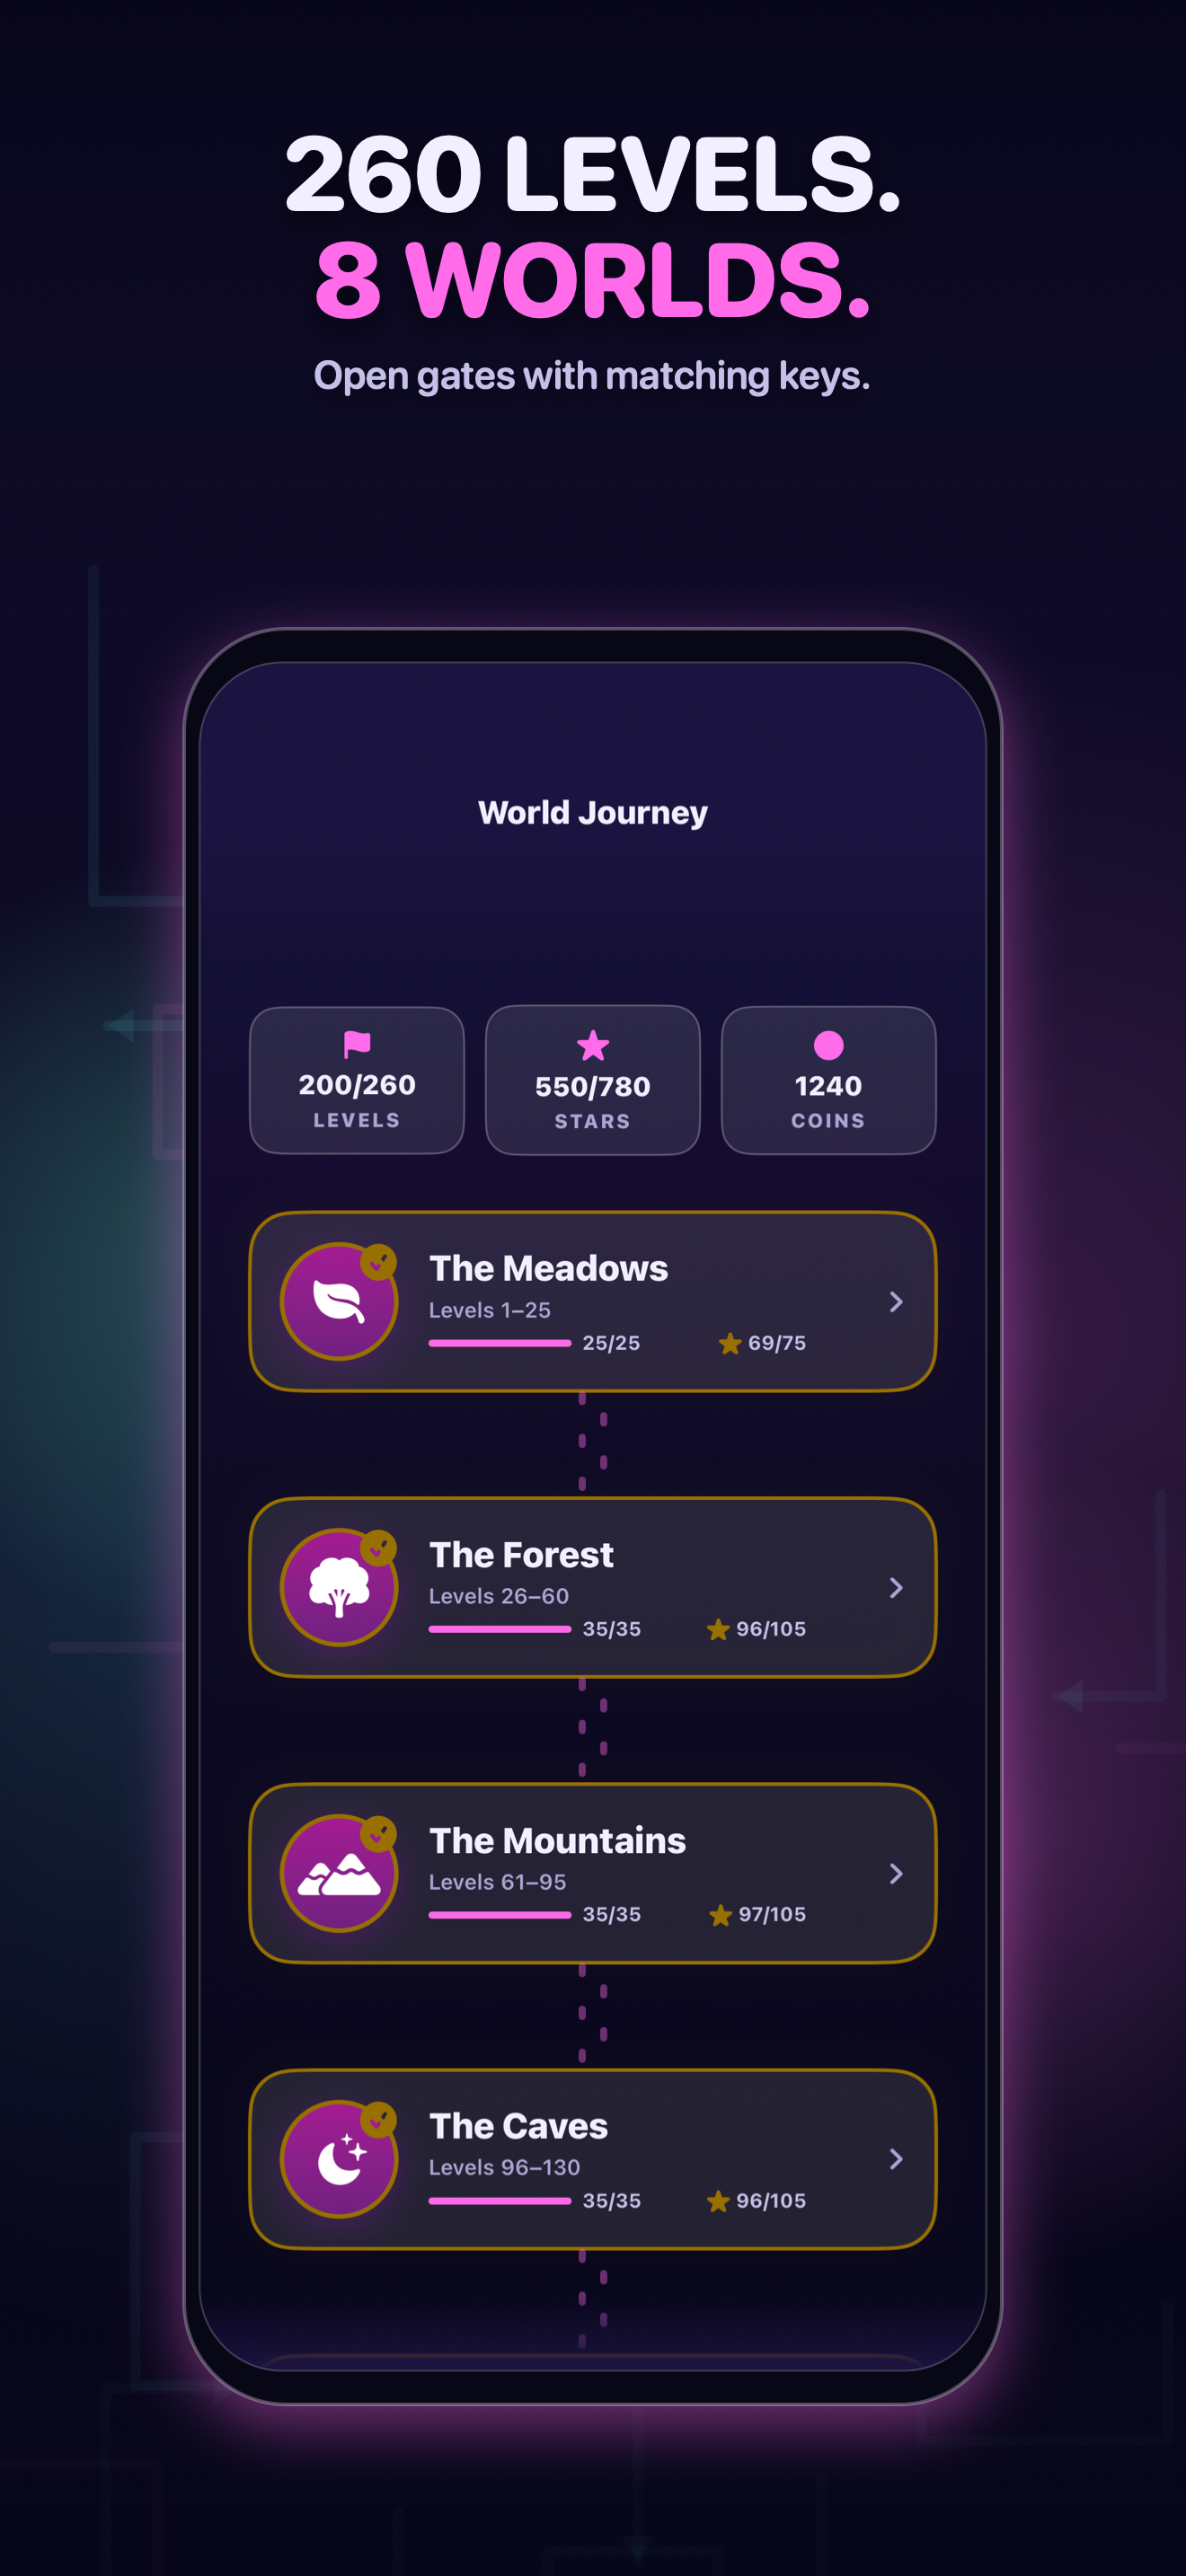 260 LEVELS.
8 WORLDS.
Open gates with matching keys.
World Journey
200/260
LEVELS
550/780
STARS
1240
COINS
The Meadows
Levels 1–25
25/25
69/75
The Forest
Levels 26–60
35/35
96/105
The Mountains
Levels 61–95
35/35
97/105
The Caves
Levels 96–130
35/35
96/105